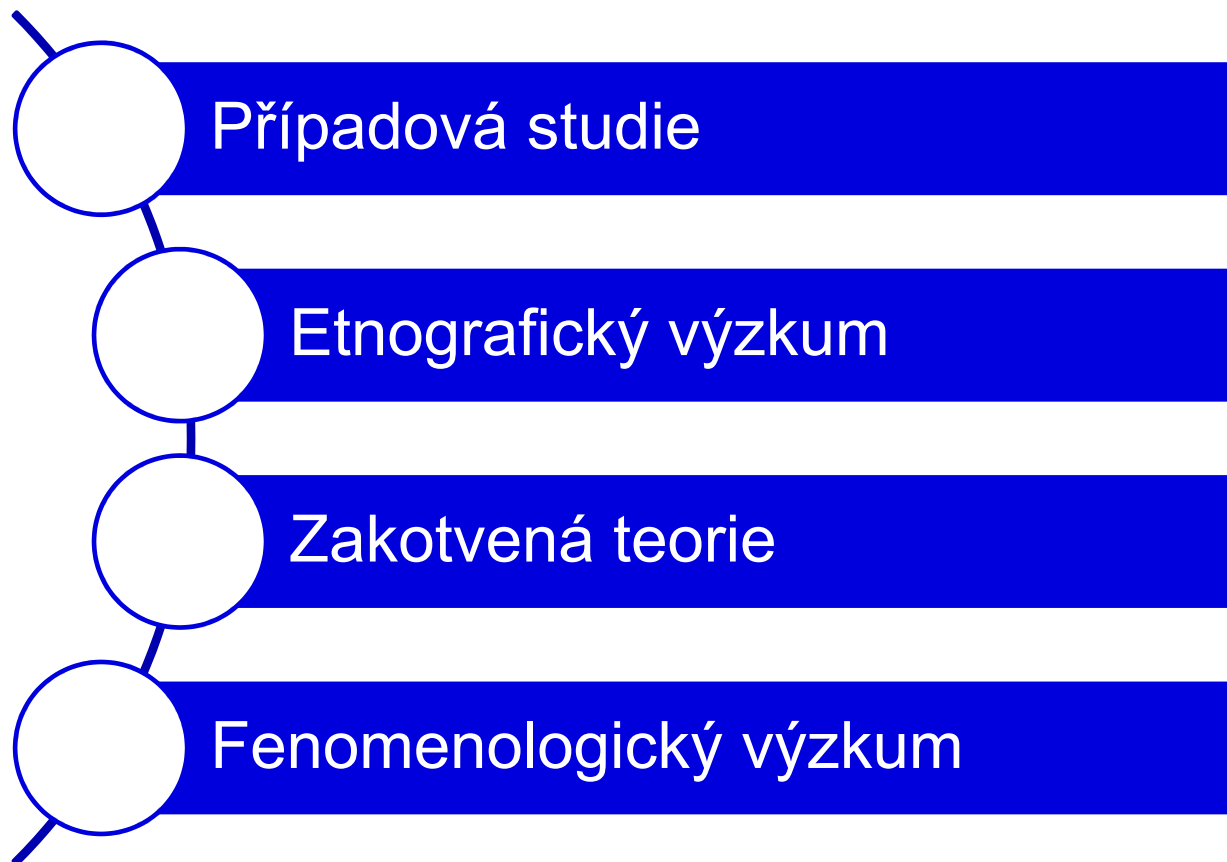 Případová studie
Etnografický výzkum
Zakotvená teorie
Fenomenologický výzkum